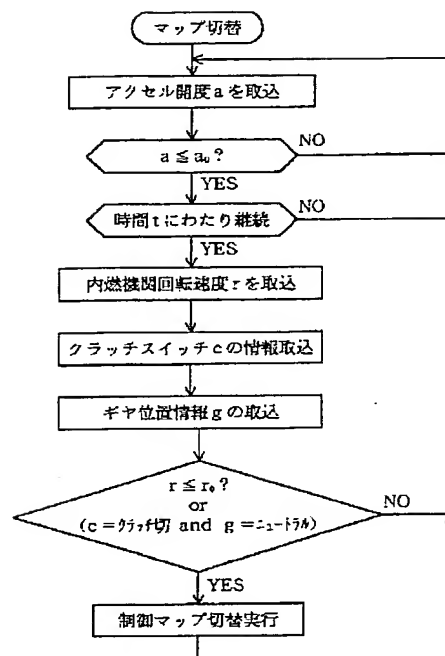 マップ切替
アクセル開度aを取込
a≦a₀?
NO
YES
時間tにわたり継続
NO
YES
内燃機関回転速度rを取込
クラッチスイッチcの情報取込
ギヤ位置情報gの取込
r≦r₀?
or
(c=クラッチ切 and g=ニュートラル)
NO
YES
制御マップ切替実行